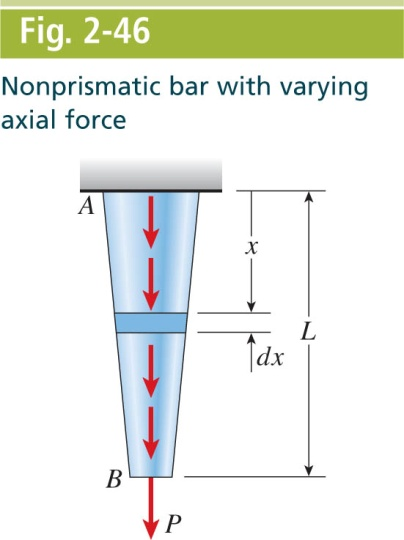 Fig. 2-46
Nonprismatic bar with varying
axial force
A
x
L
dx
B
P